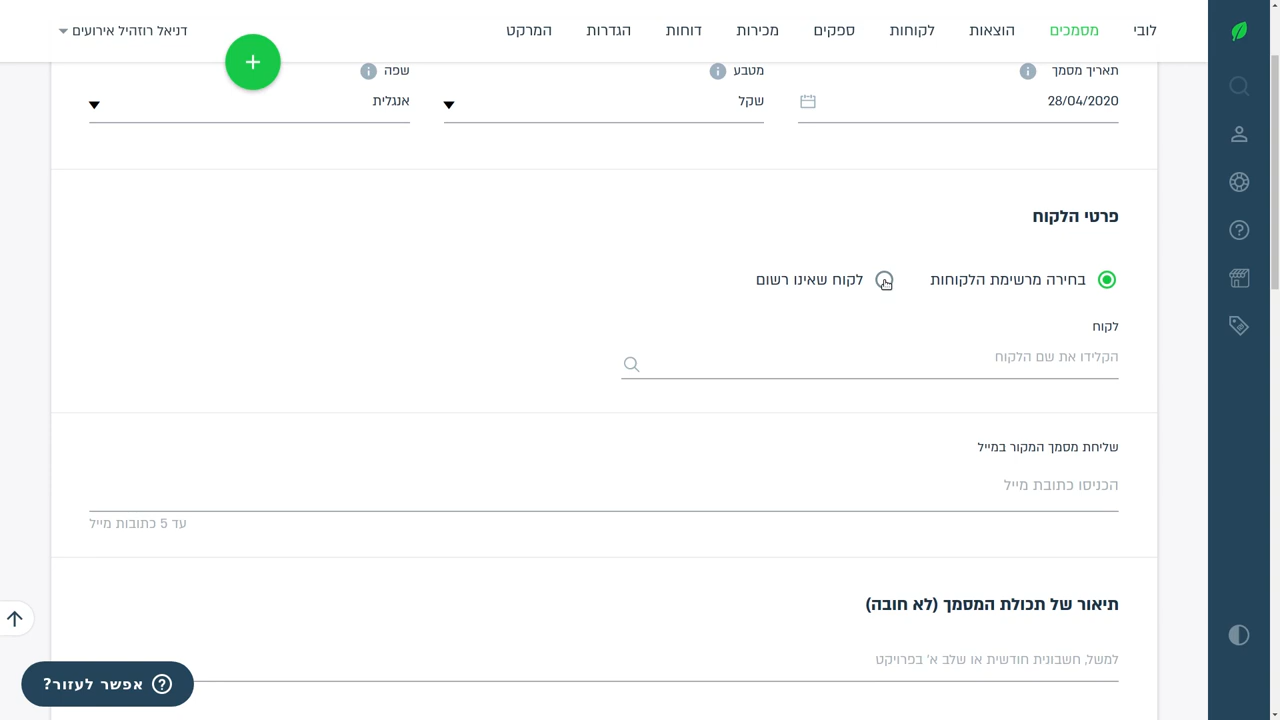 לובי מסמכים הוצאות לקוחות ספקים מכירות דוחות הגדרות המרקט דניאל רוזהיל אירועים
+
תאריך מסמך מטבע שפה
28/04/2020 שקל אנגלית
פרטי הלקוח
בחירה מרשימת הלקוחות לקוח שאינו רשום
לקוח
הקלידו את שם הלקוח
שליחת מסמך המקור במייל
הכניסו כתובת מייל
עד 5 כתובות מייל
תיאור של תכולת המסמך (לא חובה)
למשל, חשבונית חודשית או שלב א' בפרויקט
אפשר לעזור?